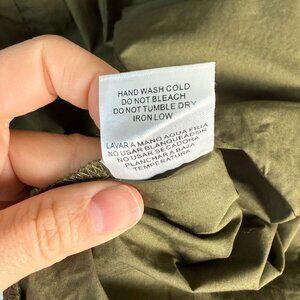 HAND WASH COLD
DO NOT BLEACH
DO NOT TUMBLE DRY
IRON LOW
LAVAR A MANO AGUA FRIA
NO USAR BLANQUEADOR
NO USAR SECADORA
PLANCHAR A BAJA
TEMPERATURA